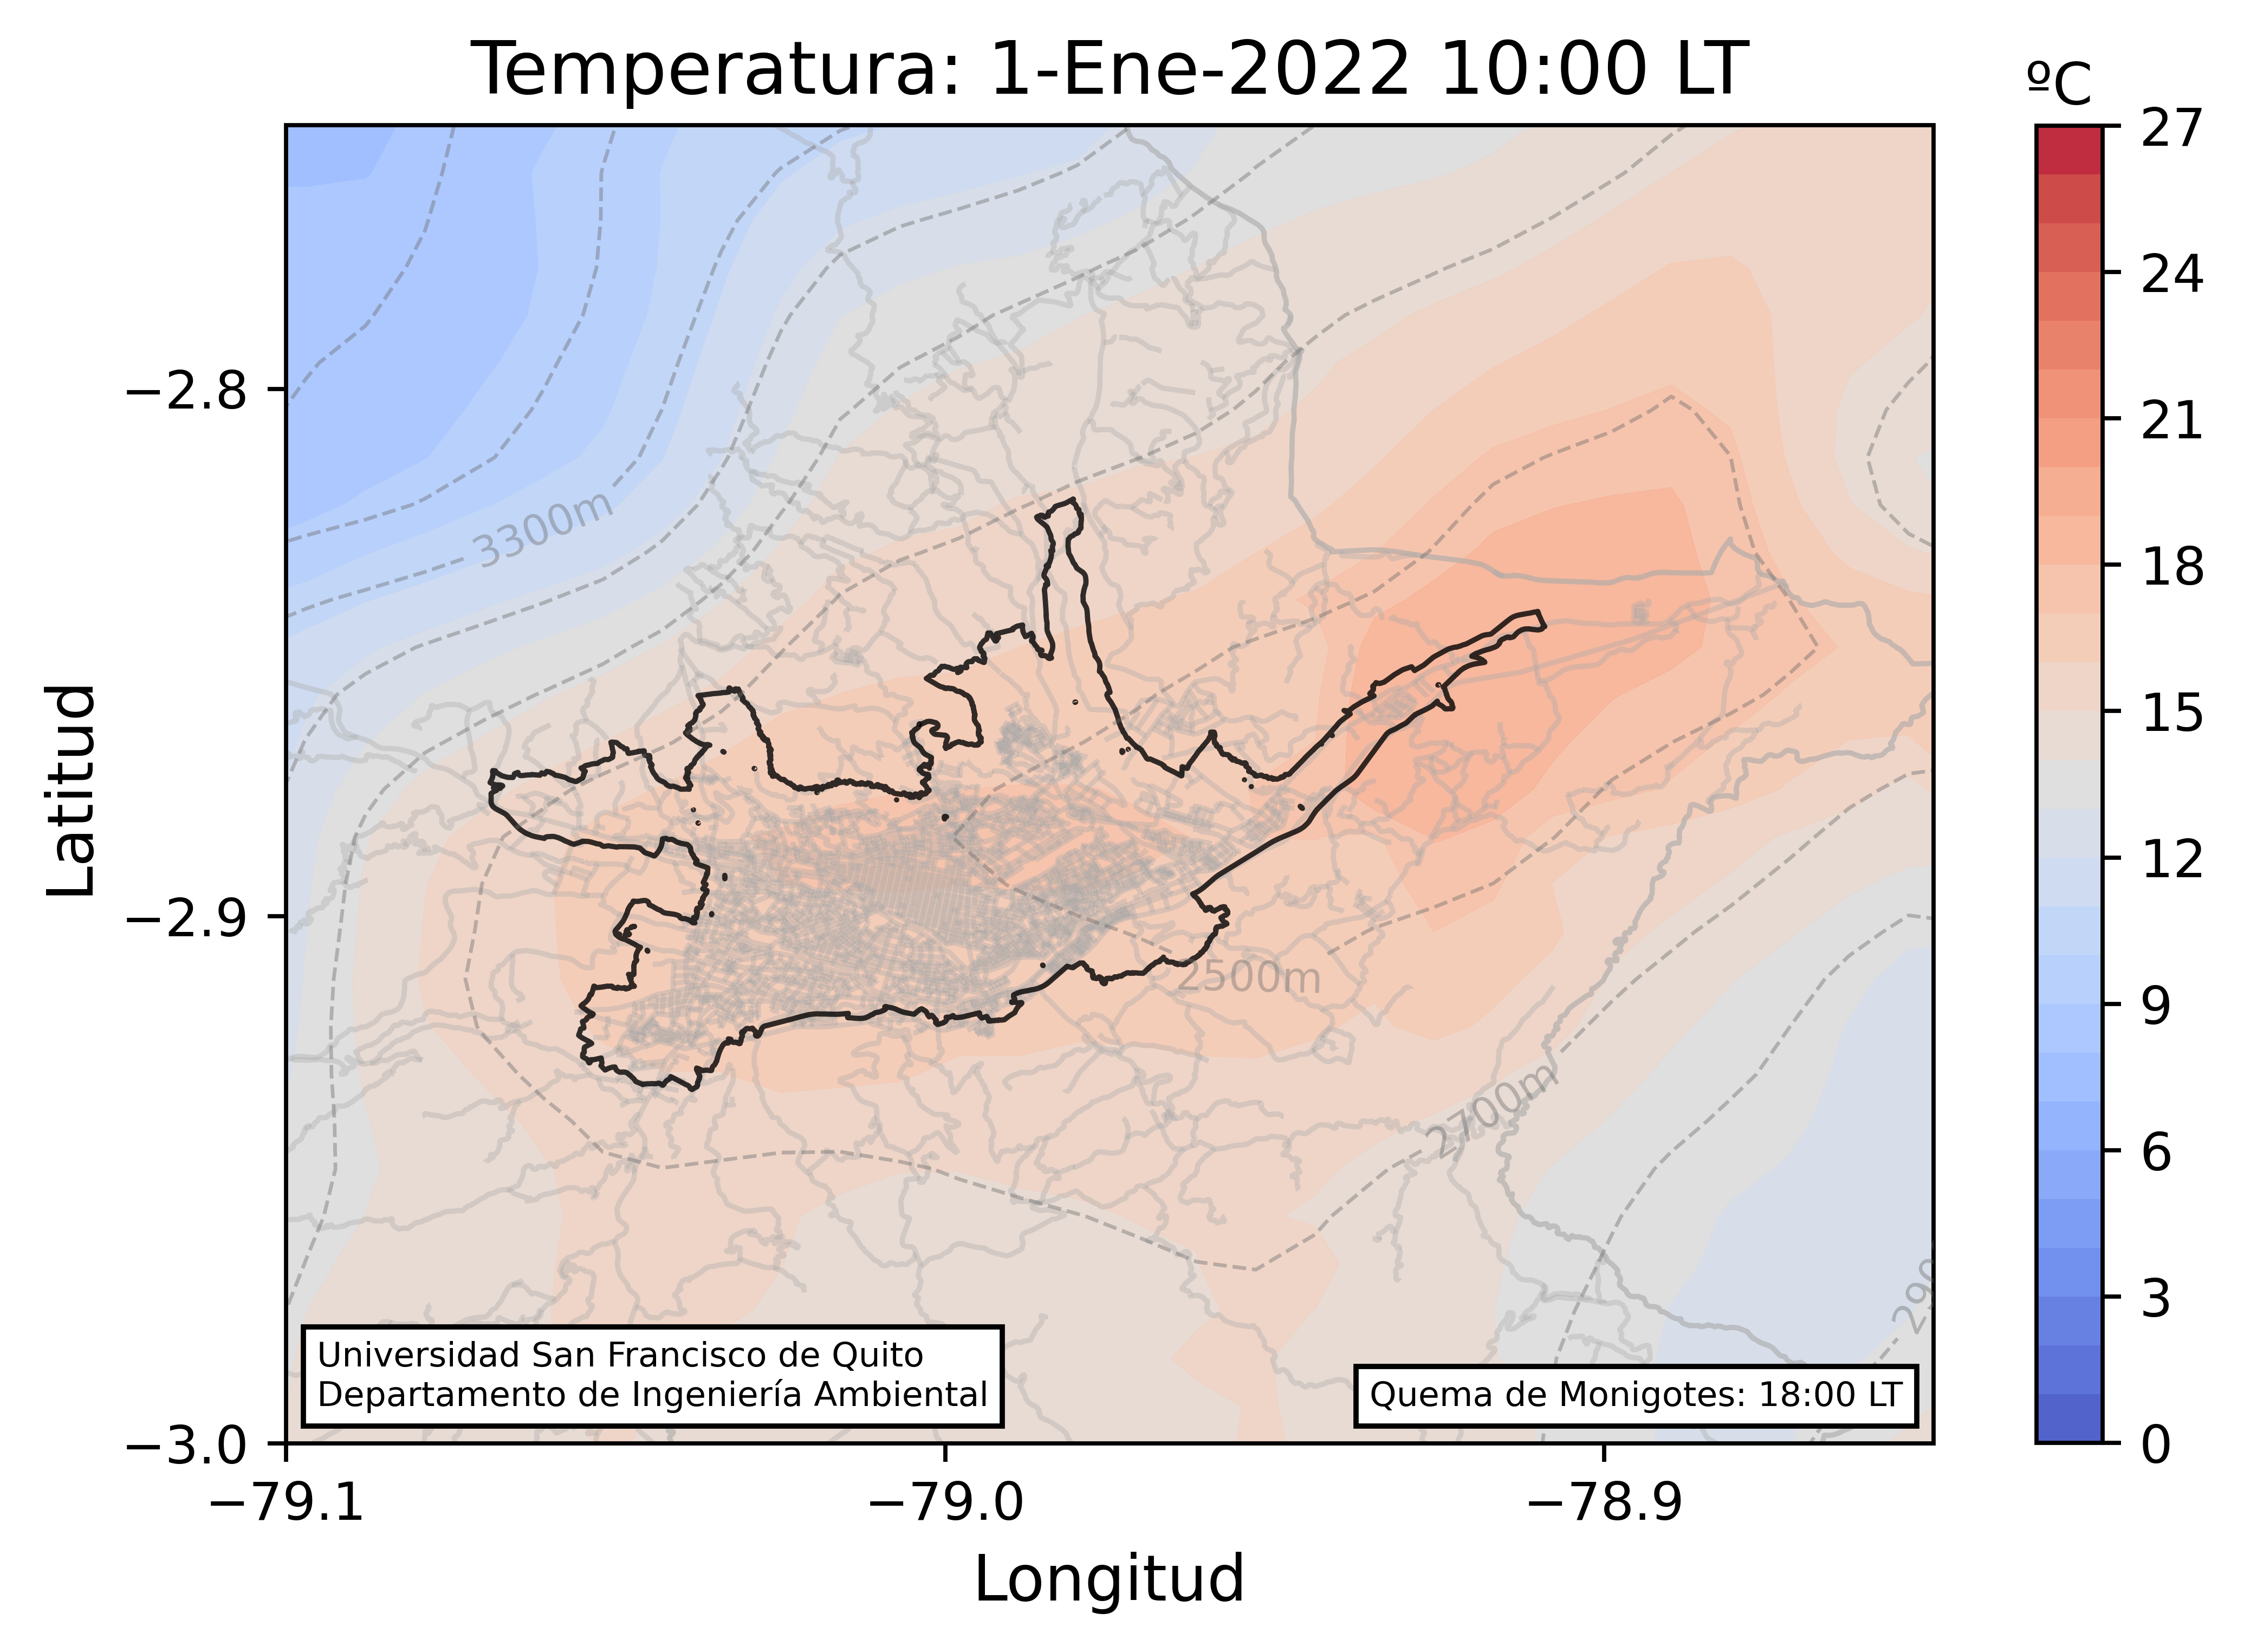 Temperatura: 1-Ene-2022 10:00 LT
ºC
27
24
21
18
15
12
9
6
3
0
Latitud
−2.8
−2.9
−3.0
3300m
2500m
2700m
Universidad San Francisco de Quito
Departamento de Ingeniería Ambiental
Quema de Monigotes: 18:00 LT
−79.1
−79.0
−78.9
Longitud